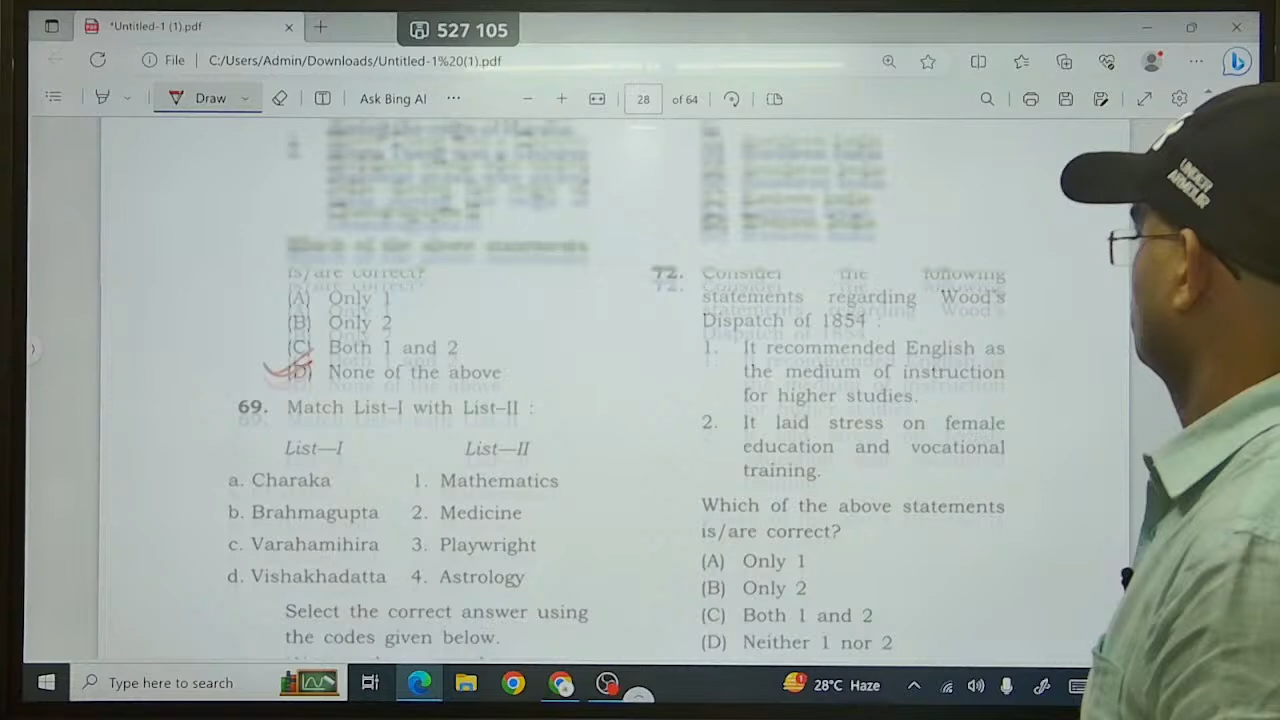 *Untitled-1 (1).pdf
527 105
File C:/Users/Admin/Downloads/Untitled-1%20(1).pdf
Draw Ask Bing AI 28 of 64
is/are correct?
(A) Only 1
(B) Only 2
(C) Both 1 and 2
(D) None of the above
69. Match List–I with List–II :
List—I List—II
a. Charaka 1. Mathematics
b. Brahmagupta 2. Medicine
c. Varahamihira 3. Playwright
d. Vishakhadatta 4. Astrology
Select the correct answer using
the codes given below.
72. Consider the following
statements regarding Wood's
Dispatch of 1854 :
1. It recommended English as
the medium of instruction
for higher studies.
2. It laid stress on female
education and vocational
training.
Which of the above statements
is/are correct?
(A) Only 1
(B) Only 2
(C) Both 1 and 2
(D) Neither 1 nor 2
UNDER
ARMOUR
Type here to search
28°C Haze